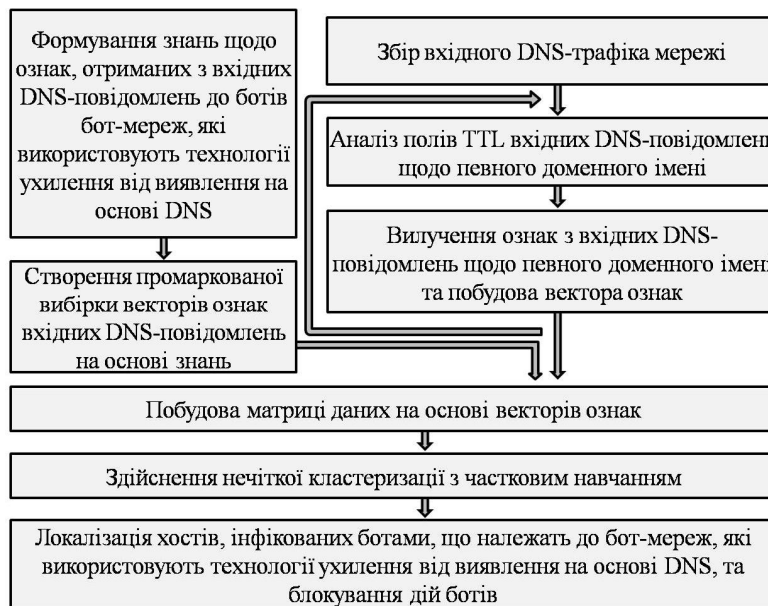 Формування знань щодо
ознак, отриманих з вхідних
DNS-повідомлень до ботів
бот-мереж, які
використовують технології
ухилення від виявлення на
основі DNS
Створення промаркованої
вибірки векторів ознак
вхідних DNS-повідомлень
на основі знань
Збір вхідного DNS-трафіка мережі
Аналіз полів TTL вхідних DNS-повідомлень
щодо певного доменного імені
Вилучення ознак з вхідних DNS-
повідомлень щодо певного доменного імені
та побудова вектора ознак
Побудова матриці даних на основі векторів ознак
Здійснення нечіткої кластеризації з частковим навчанням
Локалізація хостів, інфікованих ботами, що належать до бот-мереж, які
використовують технології ухилення від виявлення на основі DNS, та
блокування дій ботів